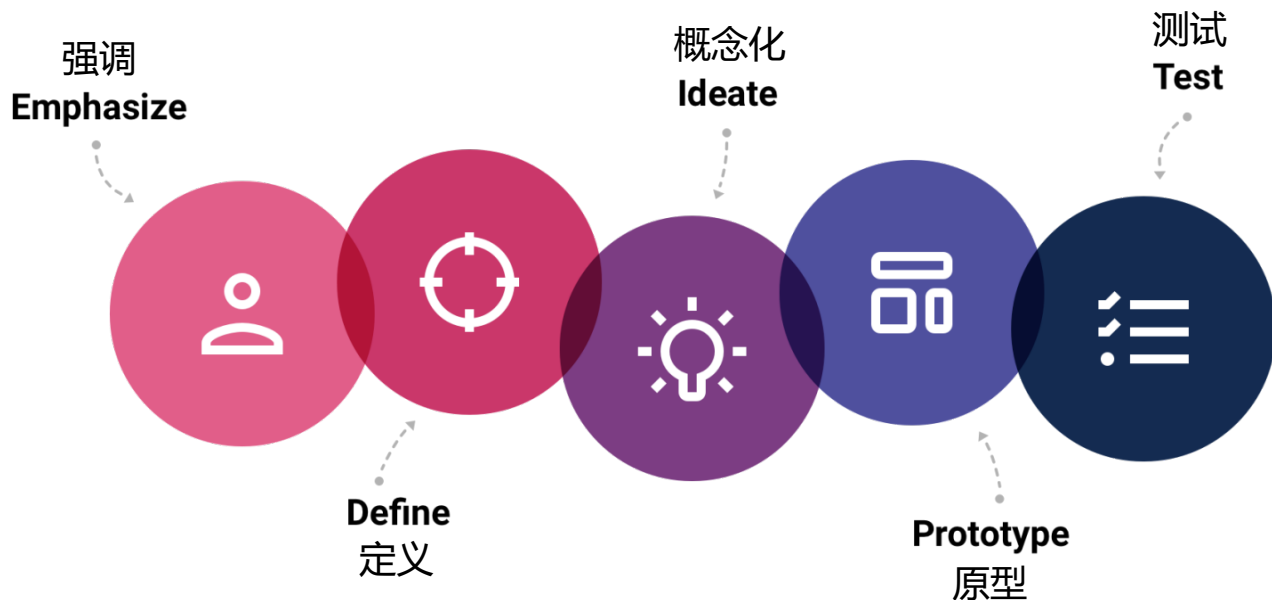 强调
Emphasize
Define
定义
概念化
Ideate
Prototype
原型
测试
Test